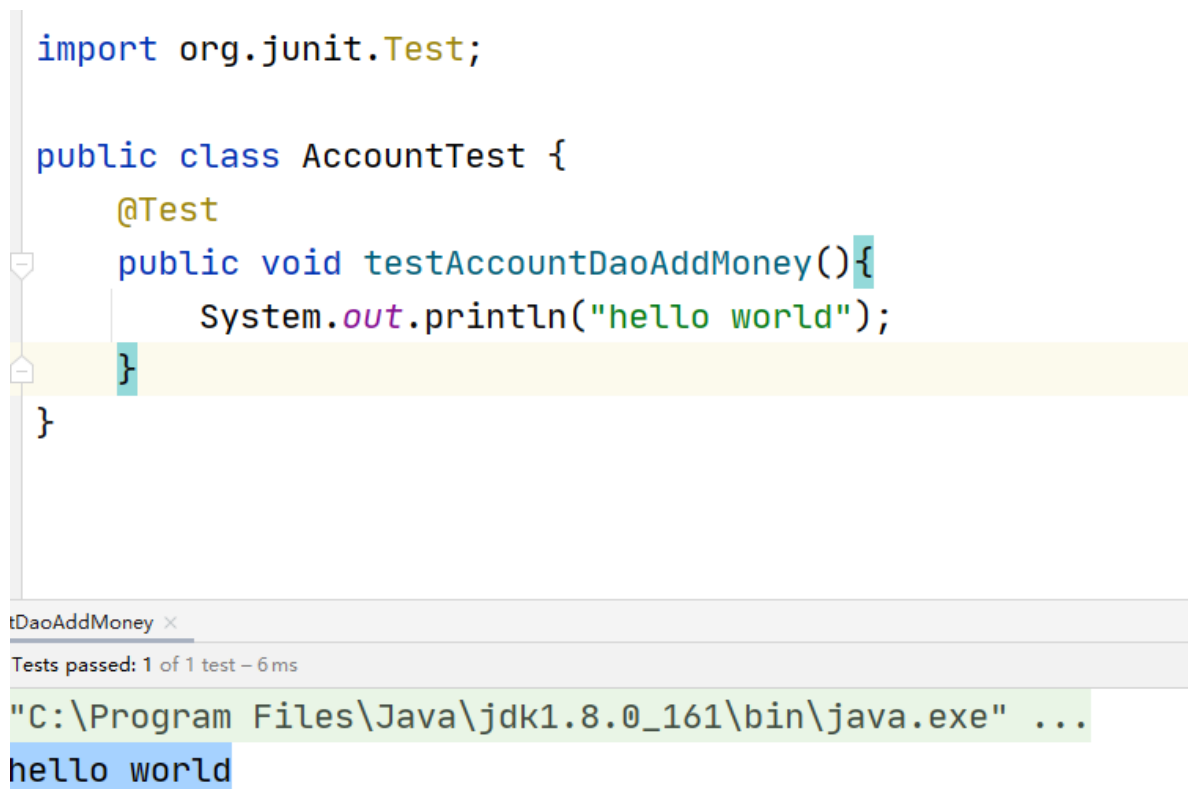 import org.junit.Test;
public class AccountTest {
@Test
public void testAccountDaoAddMoney(){
System.out.println("hello world");
}
}
tDaoAddMoney ×
Tests passed: 1 of 1 test – 6 ms
"C:\Program Files\Java\jdk1.8.0_161\bin\java.exe" ...
hello world